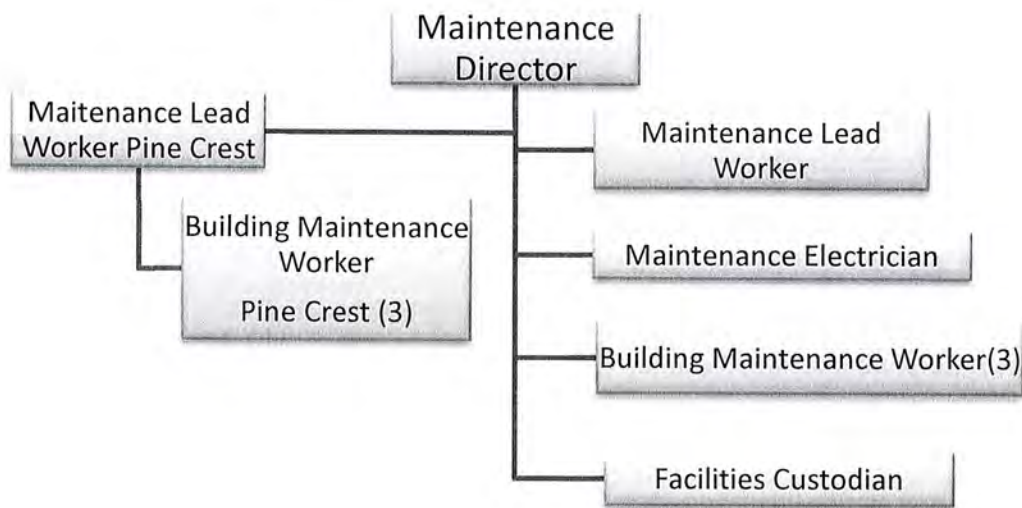 Maintenance
Director
Maitenance Lead
Worker Pine Crest
Building Maintenance
Worker
Pine Crest (3)
Maintenance Lead
Worker
Maintenance Electrician
Building Maintenance Worker(3)
Facilities Custodian